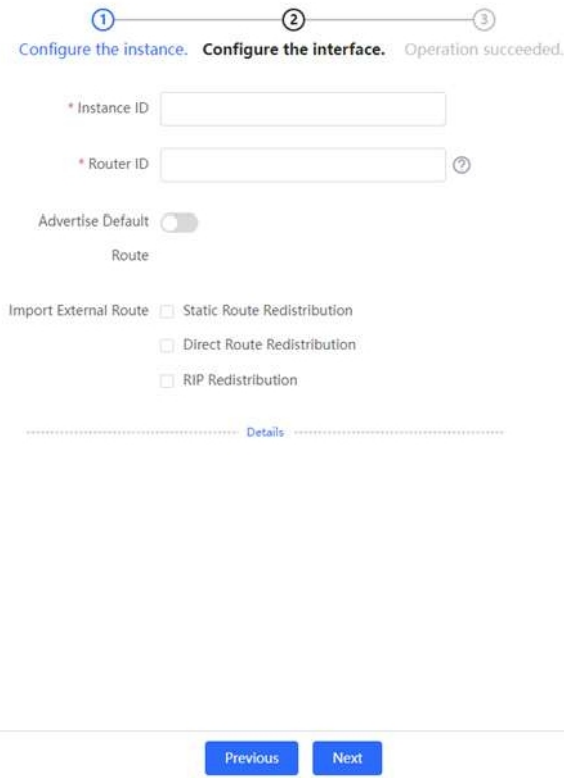 1 2 3
Configure the instance. Configure the interface. Operation succeeded.
* Instance ID
* Router ID ?
Advertise Default
Route
Import External Route Static Route Redistribution
Direct Route Redistribution
RIP Redistribution
Details
Previous Next